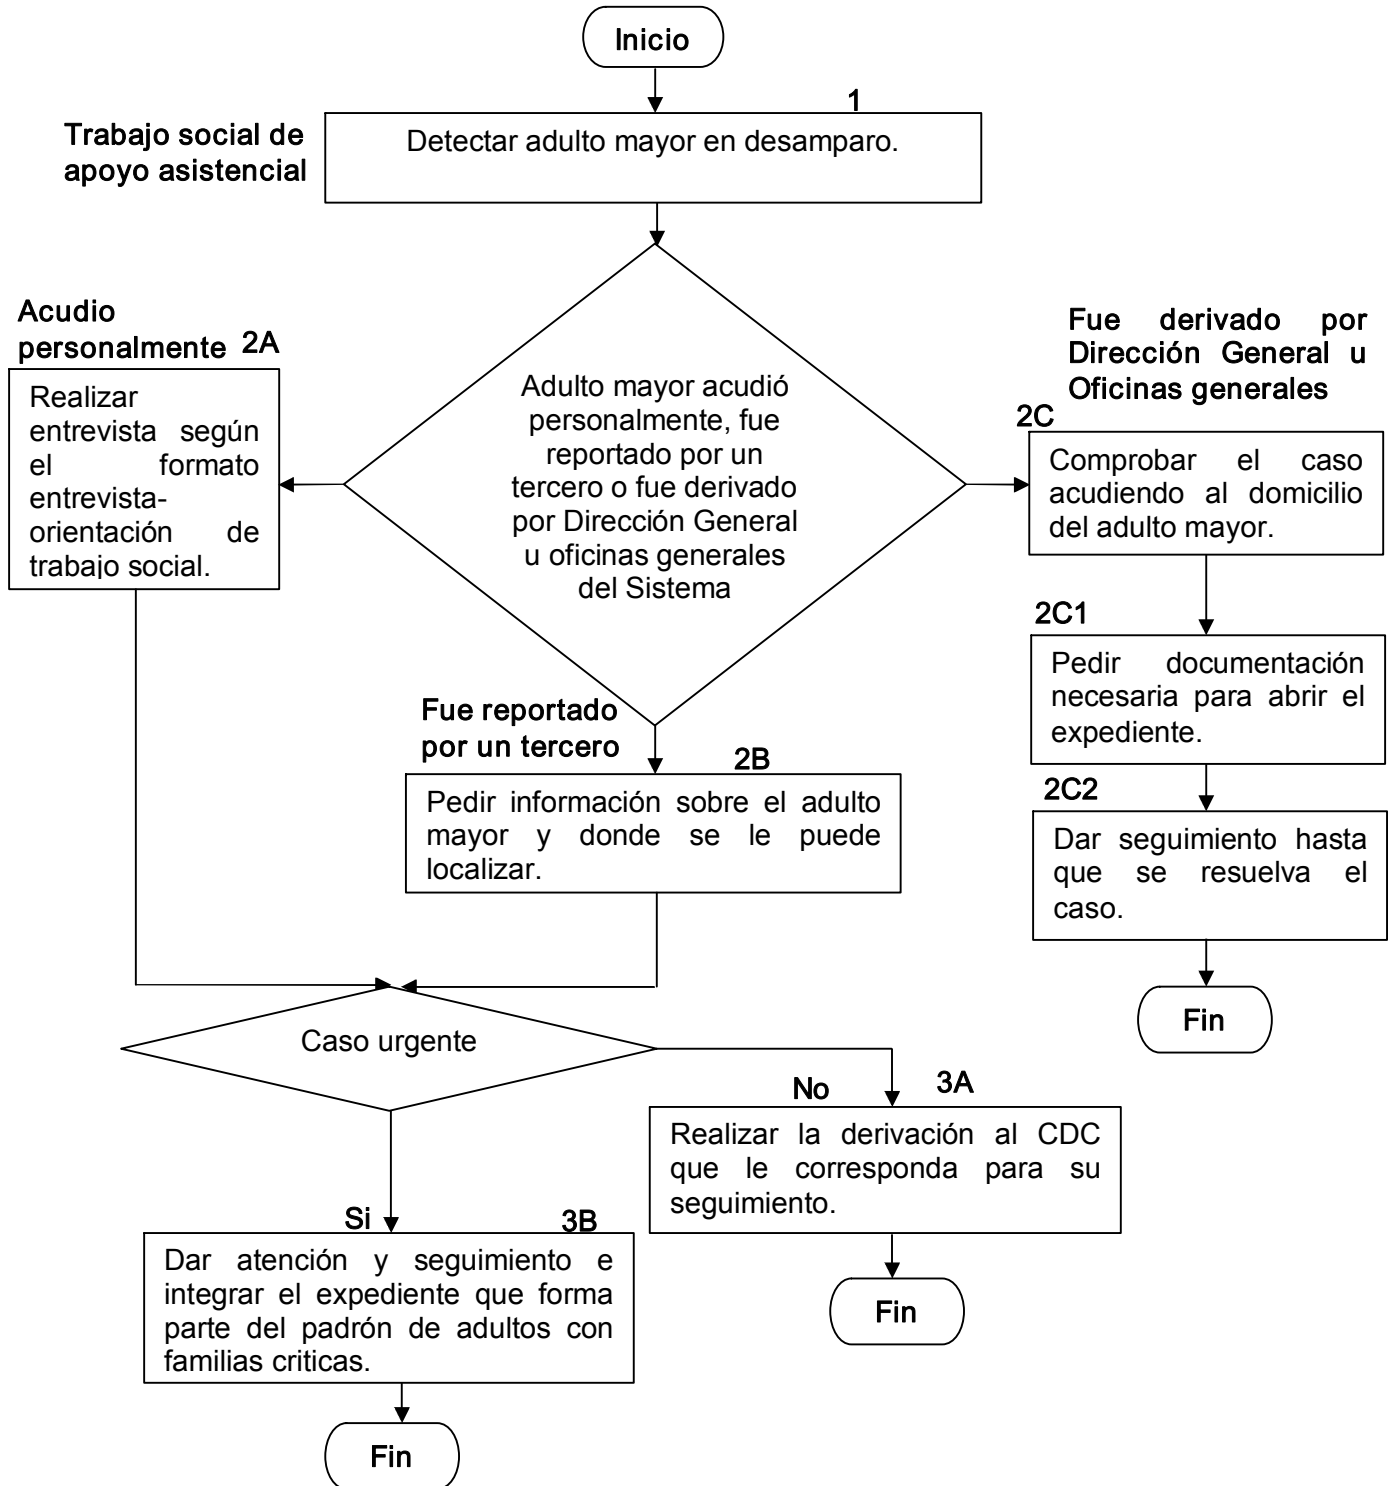 Inicio
1
Trabajo social de
apoyo asistencial
Detectar adulto mayor en desamparo.
Acudio
personalmente 2A
Realizar
entrevista según
el formato
entrevista-
orientación de
trabajo social.
Adulto mayor acudió
personalmente, fue
reportado por un
tercero o fue derivado
por Dirección General
u oficinas generales
del Sistema
Fue derivado por
Dirección General u
Oficinas generales
2C
Comprobar el caso
acudiendo al domicilio
del adulto mayor.
2C1
Pedir documentación
necesaria para abrir el
expediente.
2C2
Dar seguimiento hasta
que se resuelva el
caso.
Fin
Fue reportado
por un tercero
2B
Pedir información sobre el adulto
mayor y donde se le puede
localizar.
Caso urgente
No
3A
Realizar la derivación al CDC
que le corresponda para su
seguimiento.
Fin
Si
3B
Dar atención y seguimiento e
integrar el expediente que forma
parte del padrón de adultos con
familias criticas.
Fin